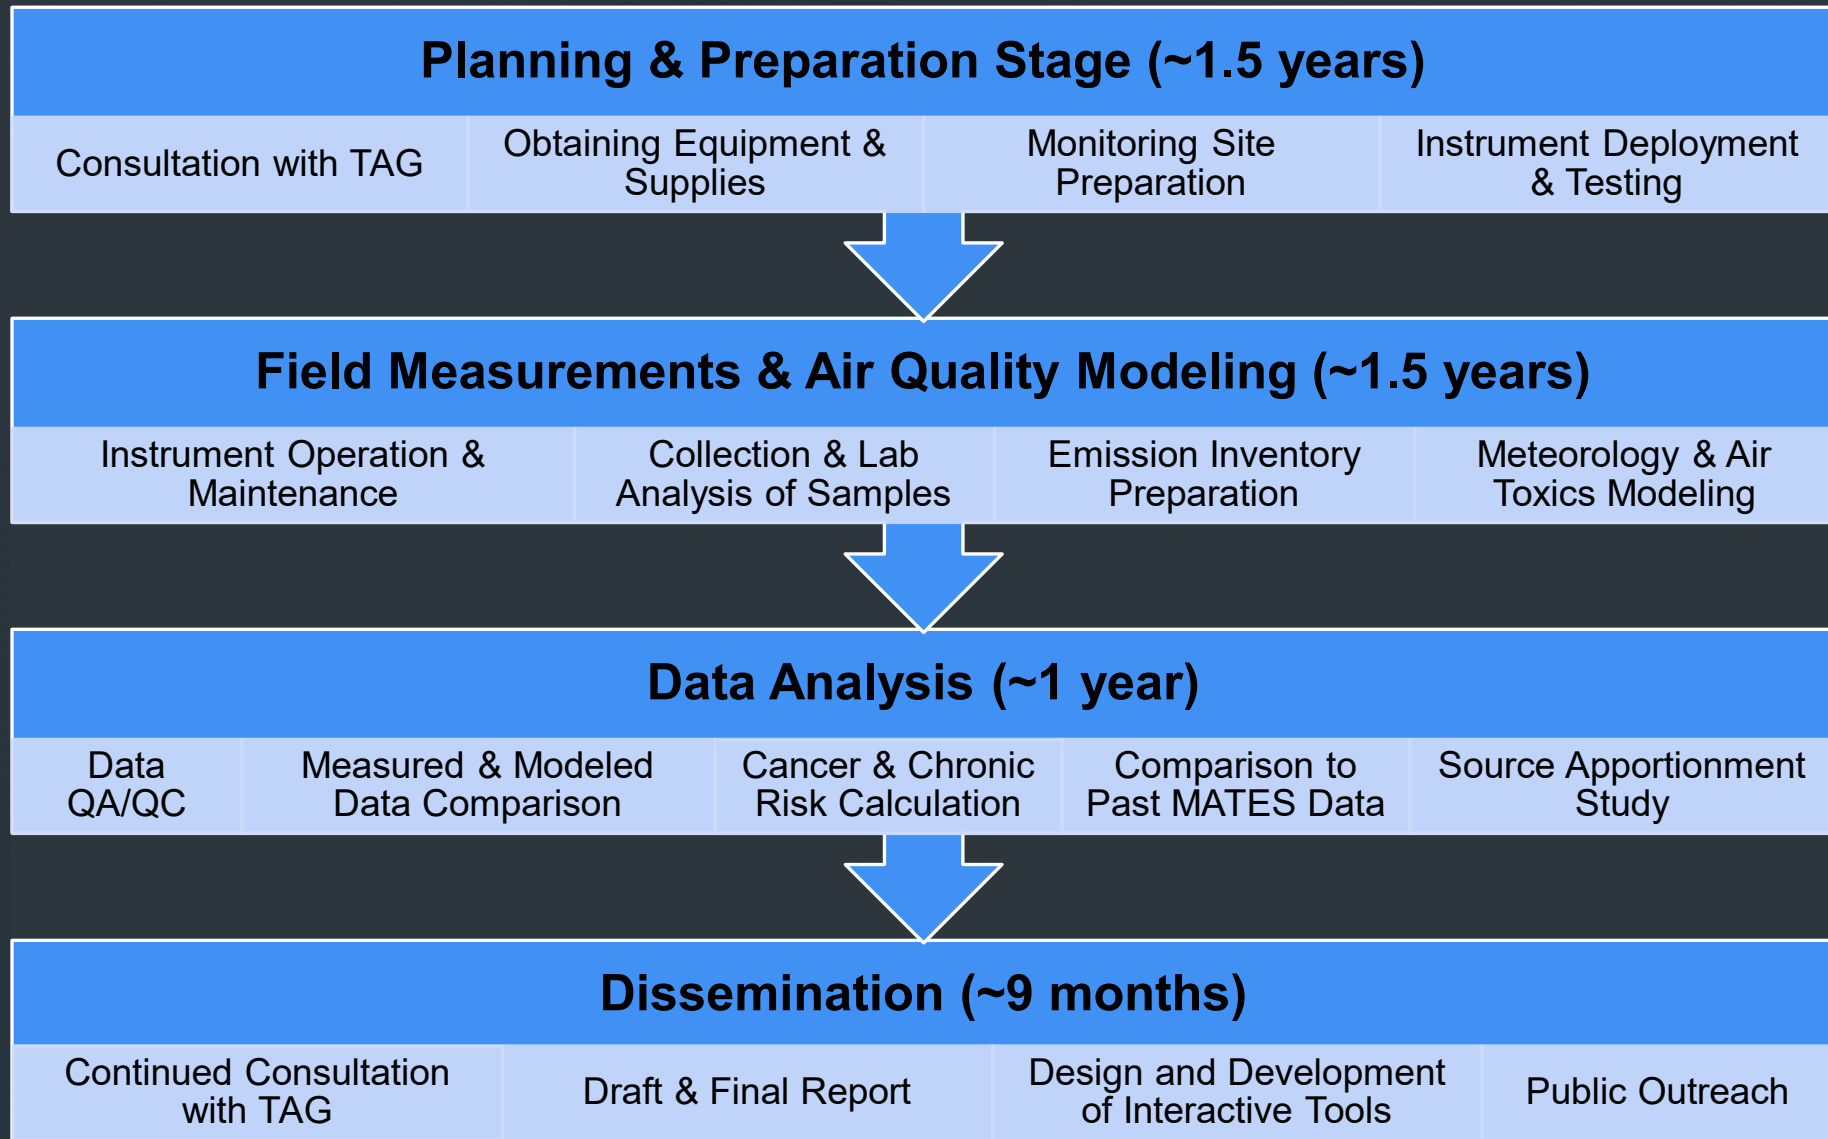 Planning & Preparation Stage (~1.5 years)
Consultation with TAG
Obtaining Equipment &
Supplies
Monitoring Site
Preparation
Instrument Deployment
& Testing
Field Measurements & Air Quality Modeling (~1.5 years)
Instrument Operation &
Maintenance
Collection & Lab
Analysis of Samples
Emission Inventory
Preparation
Meteorology & Air
Toxics Modeling
Data Analysis (~1 year)
Data
QA/QC
Measured & Modeled
Data Comparison
Cancer & Chronic
Risk Calculation
Comparison to
Past MATES Data
Source Apportionment
Study
Dissemination (~9 months)
Continued Consultation
with TAG
Draft & Final Report
Design and Development
of Interactive Tools
Public Outreach